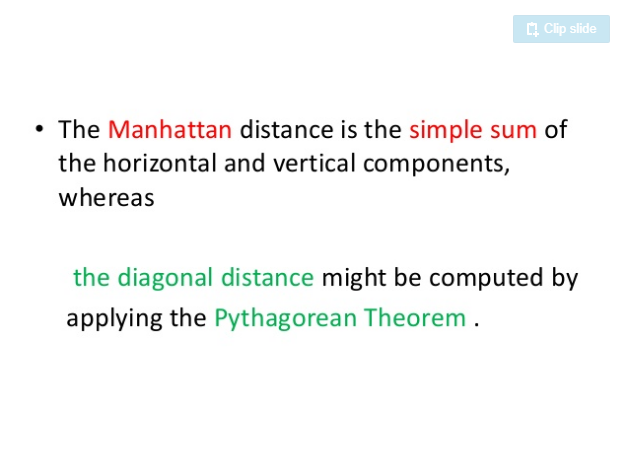 Clip slide
• The Manhattan distance is the simple sum of
the horizontal and vertical components,
whereas
the diagonal distance might be computed by
applying the Pythagorean Theorem .